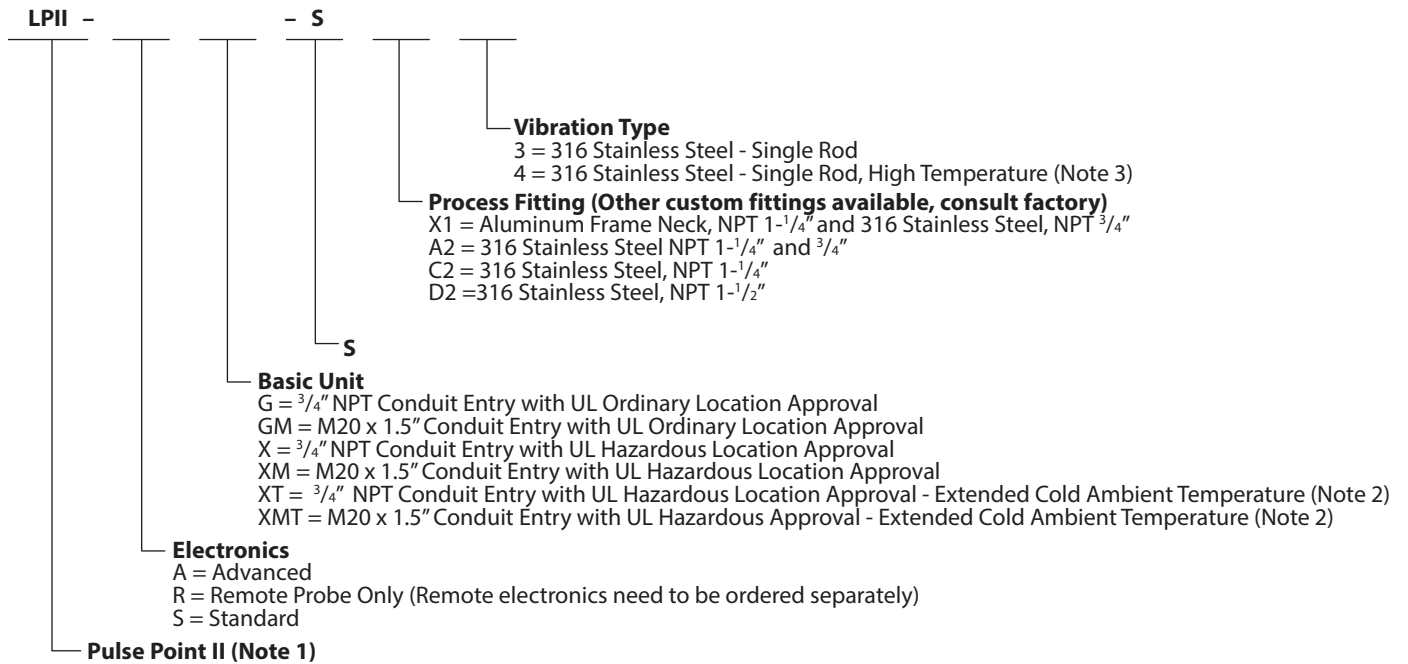 LPII – – S
Vibration Type
3 = 316 Stainless Steel - Single Rod
4 = 316 Stainless Steel - Single Rod, High Temperature (Note 3)
Process Fitting (Other custom fittings available, consult factory)
X1 = Aluminum Frame Neck, NPT 1-1/4" and 316 Stainless Steel, NPT 3/4"
A2 = 316 Stainless Steel NPT 1-1/4" and 3/4"
C2 = 316 Stainless Steel, NPT 1-1/4"
D2 =316 Stainless Steel, NPT 1-1/2"
S
Basic Unit
G = 3/4" NPT Conduit Entry with UL Ordinary Location Approval
GM = M20 x 1.5" Conduit Entry with UL Ordinary Location Approval
X = 3/4" NPT Conduit Entry with UL Hazardous Location Approval
XM = M20 x 1.5" Conduit Entry with UL Hazardous Location Approval
XT = 3/4" NPT Conduit Entry with UL Hazardous Location Approval - Extended Cold Ambient Temperature (Note 2)
XMT = M20 x 1.5" Conduit Entry with UL Hazardous Approval - Extended Cold Ambient Temperature (Note 2)
Electronics
A = Advanced
R = Remote Probe Only (Remote electronics need to be ordered separately)
S = Standard
Pulse Point II (Note 1)